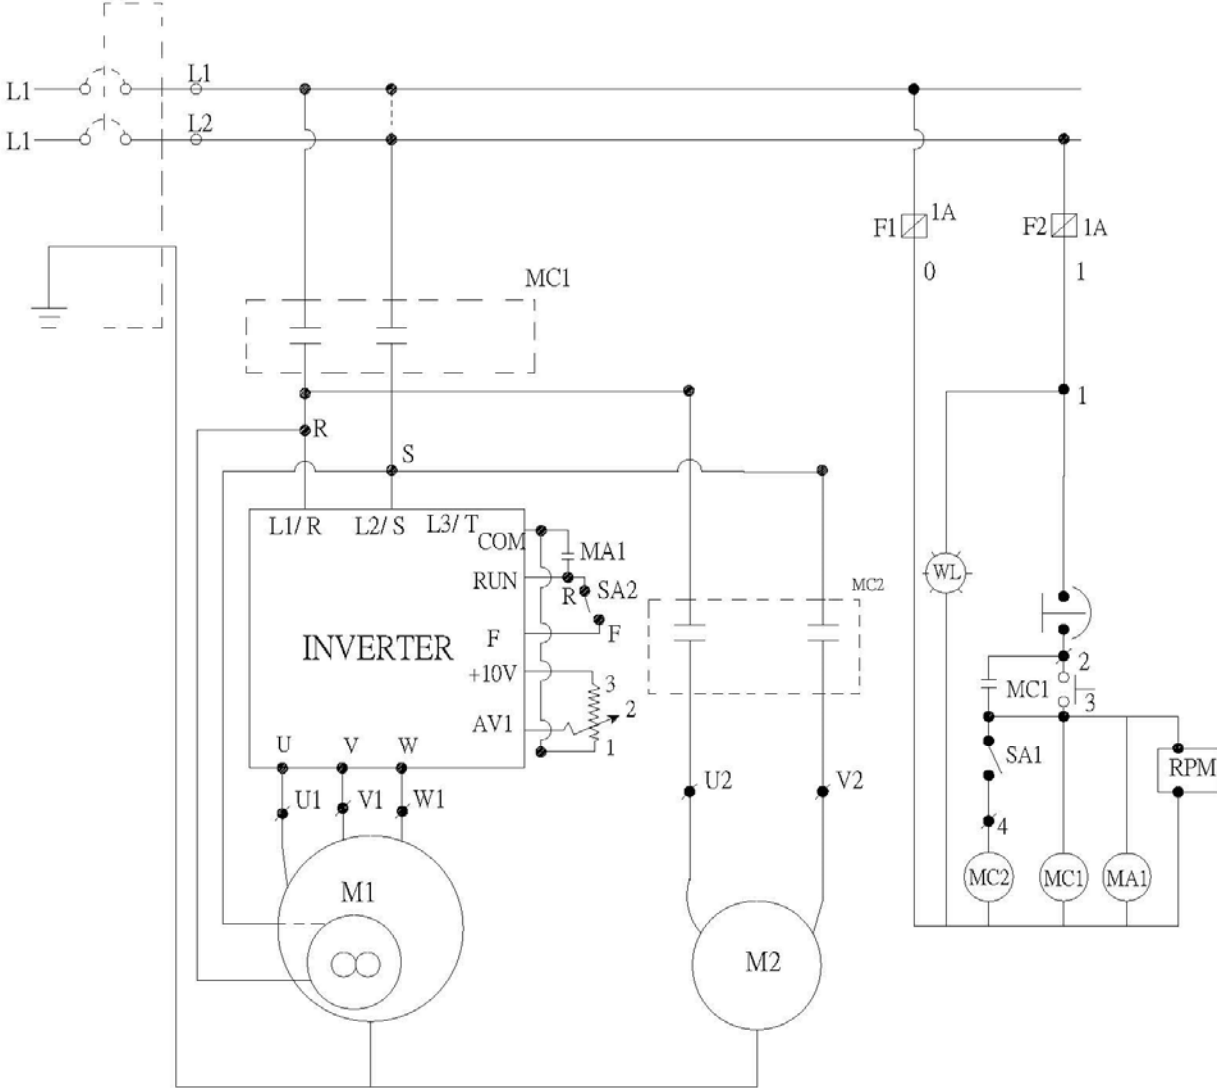 L1
L1
L1
L2
F1
1A
F2
1A
0
1
MC1
1
R
S
L1/ R
L2/ S
L3/ T
COM
MA1
RUN
R
SA2
MC2
WL
INVERTER
F
F
+10V
3
2
AV1
1
2
MC1
3
U
V
W
SA1
RPM
U1
V1
W1
U2
V2
4
M1
MC2
MC1
MA1
M2